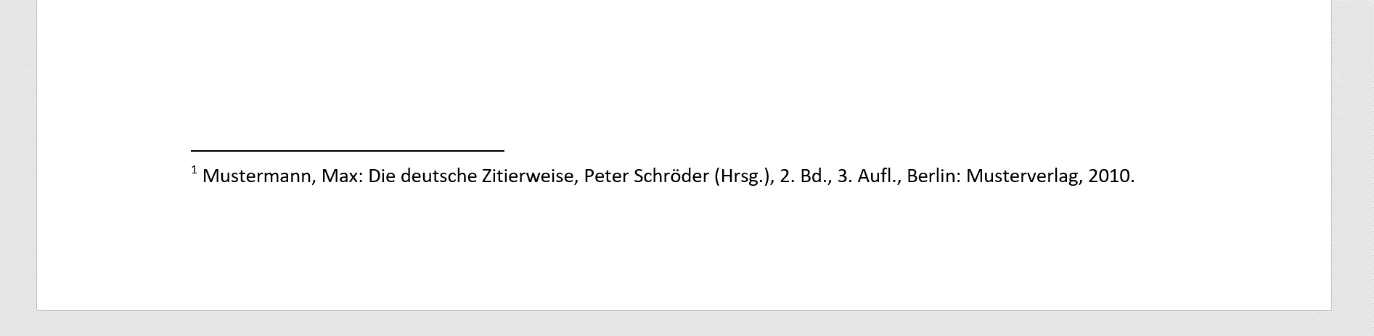 1 Mustermann, Max: Die deutsche Zitierweise, Peter Schröder (Hrsg.), 2. Bd., 3. Aufl., Berlin: Musterverlag, 2010.